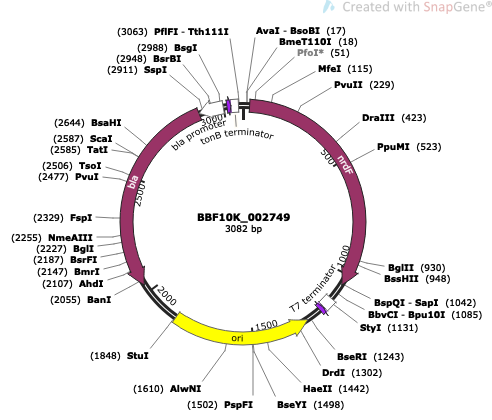 Created with SnapGene®
(3063) PflFI - Tth111I
(2988) BsgI
(2948) BsrBI
(2911) SspI
AvaI - BsoBI (17)
BmeT110I (18)
PfoI* (51)
MfeI (115)
PvuII (229)
DraIII (423)
PpuMI (523)
BglII (930)
BssHII (948)
BspQI - SapI (1042)
BbvCI - Bpu10I (1085)
StyI (1131)
BseRI (1243)
DrdI (1302)
HaeII (1442)
BseYI (1498)
(1502) PspFI
(1610) AlwNI
(1848) StuI
(2055) BanI
(2107) AhdI
(2147) BmrI
(2187) BsrFI
(2227) BglI
(2255) NmeAIII
(2329) FspI
(2477) PvuI
(2506) TsoI
(2585) TatI
(2587) ScaI
(2644) BsaHI
bla promoter
tonB terminator
nrdF
T7 terminator
ori
bla
500
1000
1500
2000
2500
3000
BBF10K_002749
3082 bp